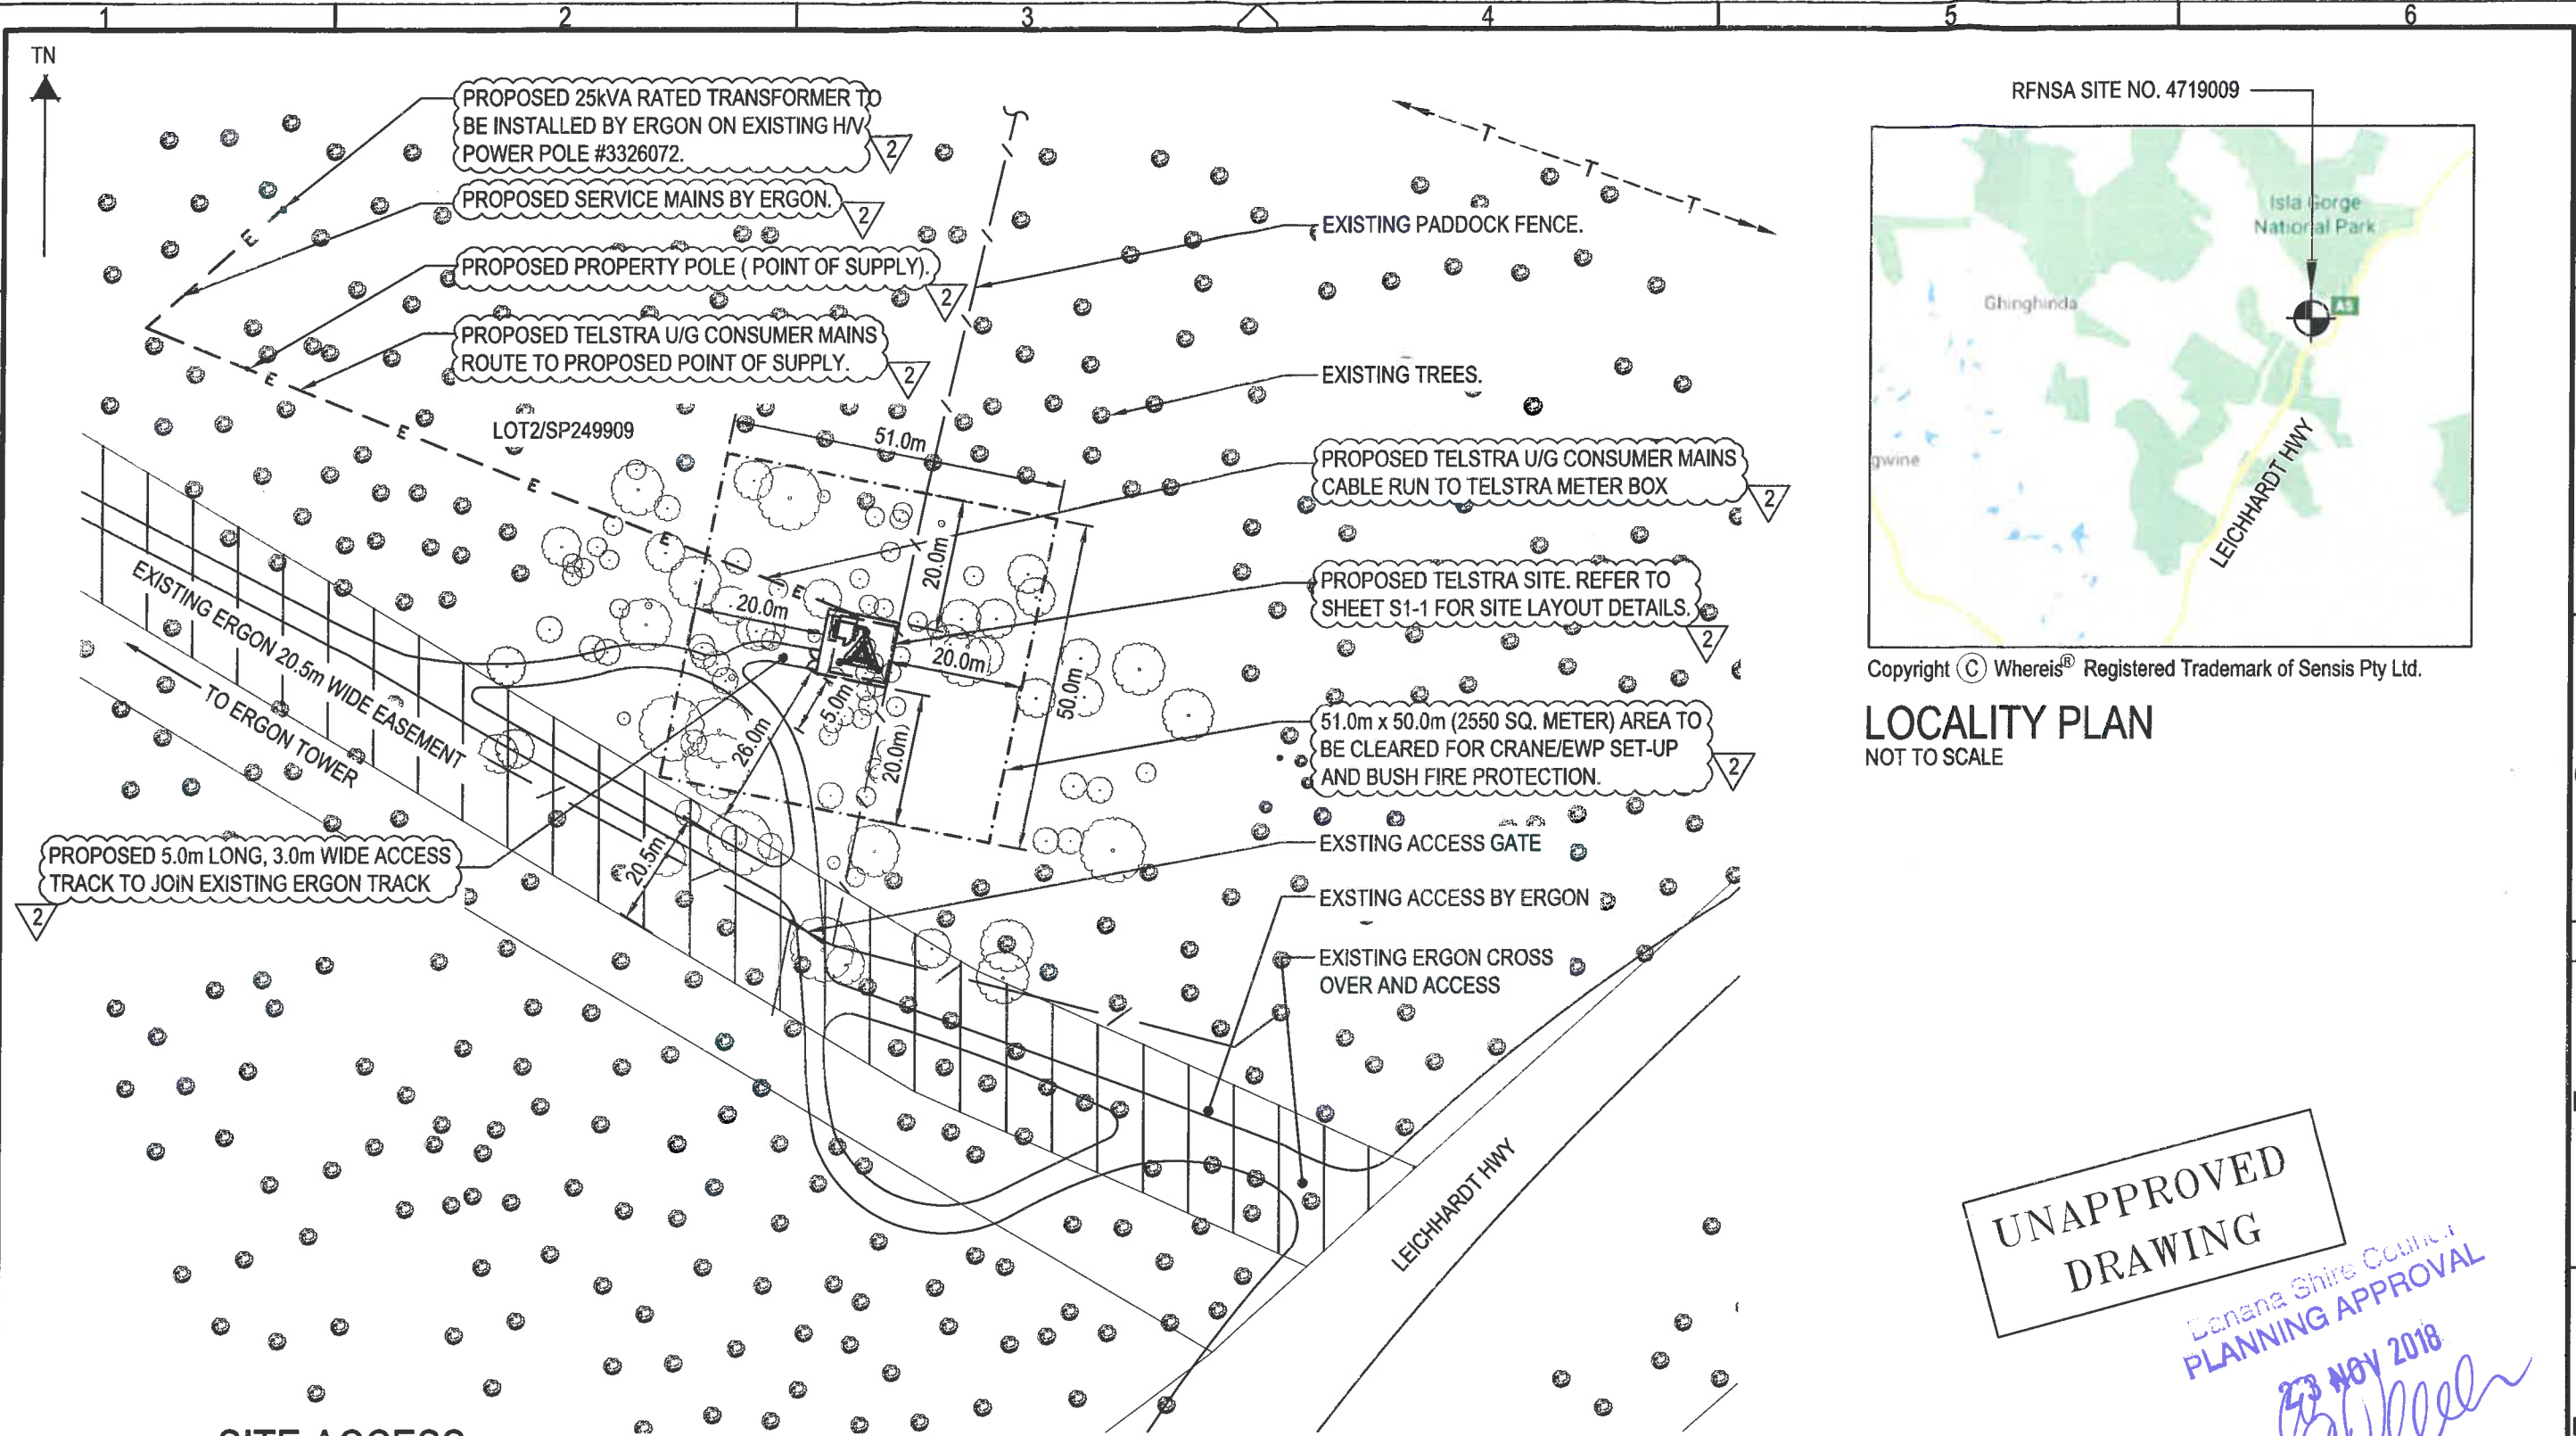 1 2 3 4 5 6
TN
PROPOSED 25kVA RATED TRANSFORMER TO
BE INSTALLED BY ERGON ON EXISTING H/V
POWER POLE #3326072.
2
PROPOSED SERVICE MAINS BY ERGON.
2
PROPOSED PROPERTY POLE ( POINT OF SUPPLY).
2
PROPOSED TELSTRA U/G CONSUMER MAINS
ROUTE TO PROPOSED POINT OF SUPPLY.
2
LOT2/SP249909
E
E
E
E
E
E
T
T
T
EXISTING PADDOCK FENCE.
EXISTING TREES.
PROPOSED TELSTRA U/G CONSUMER MAINS
CABLE RUN TO TELSTRA METER BOX
2
PROPOSED TELSTRA SITE. REFER TO
SHEET S1-1 FOR SITE LAYOUT DETAILS.
2
51.0m x 50.0m (2550 SQ. METER) AREA TO
BE CLEARED FOR CRANE/EWP SET-UP
AND BUSH FIRE PROTECTION.
2
EXSTING ACCESS GATE
EXSTING ACCESS BY ERGON
EXISTING ERGON CROSS
OVER AND ACCESS
51.0m
20.0m
20.0m
20.0m
50.0m
5.0m
26.0m
20.0m
20.5m
EXISTING ERGON 20.5m WIDE EASEMENT
TO ERGON TOWER
PROPOSED 5.0m LONG, 3.0m WIDE ACCESS
TRACK TO JOIN EXISTING ERGON TRACK
2
LEICHHARDT HWY
SITE ACCESS
RFNSA SITE NO. 4719009
Isla Gorge
National Park
Ghinghinda
A5
gwine
LEICHHARDT HWY
Copyright Ⓒ Whereis® Registered Trademark of Sensis Pty Ltd.
LOCALITY PLAN
NOT TO SCALE
UNAPPROVED
DRAWING
Banana Shire Council
PLANNING APPROVAL
23 NOV 2018